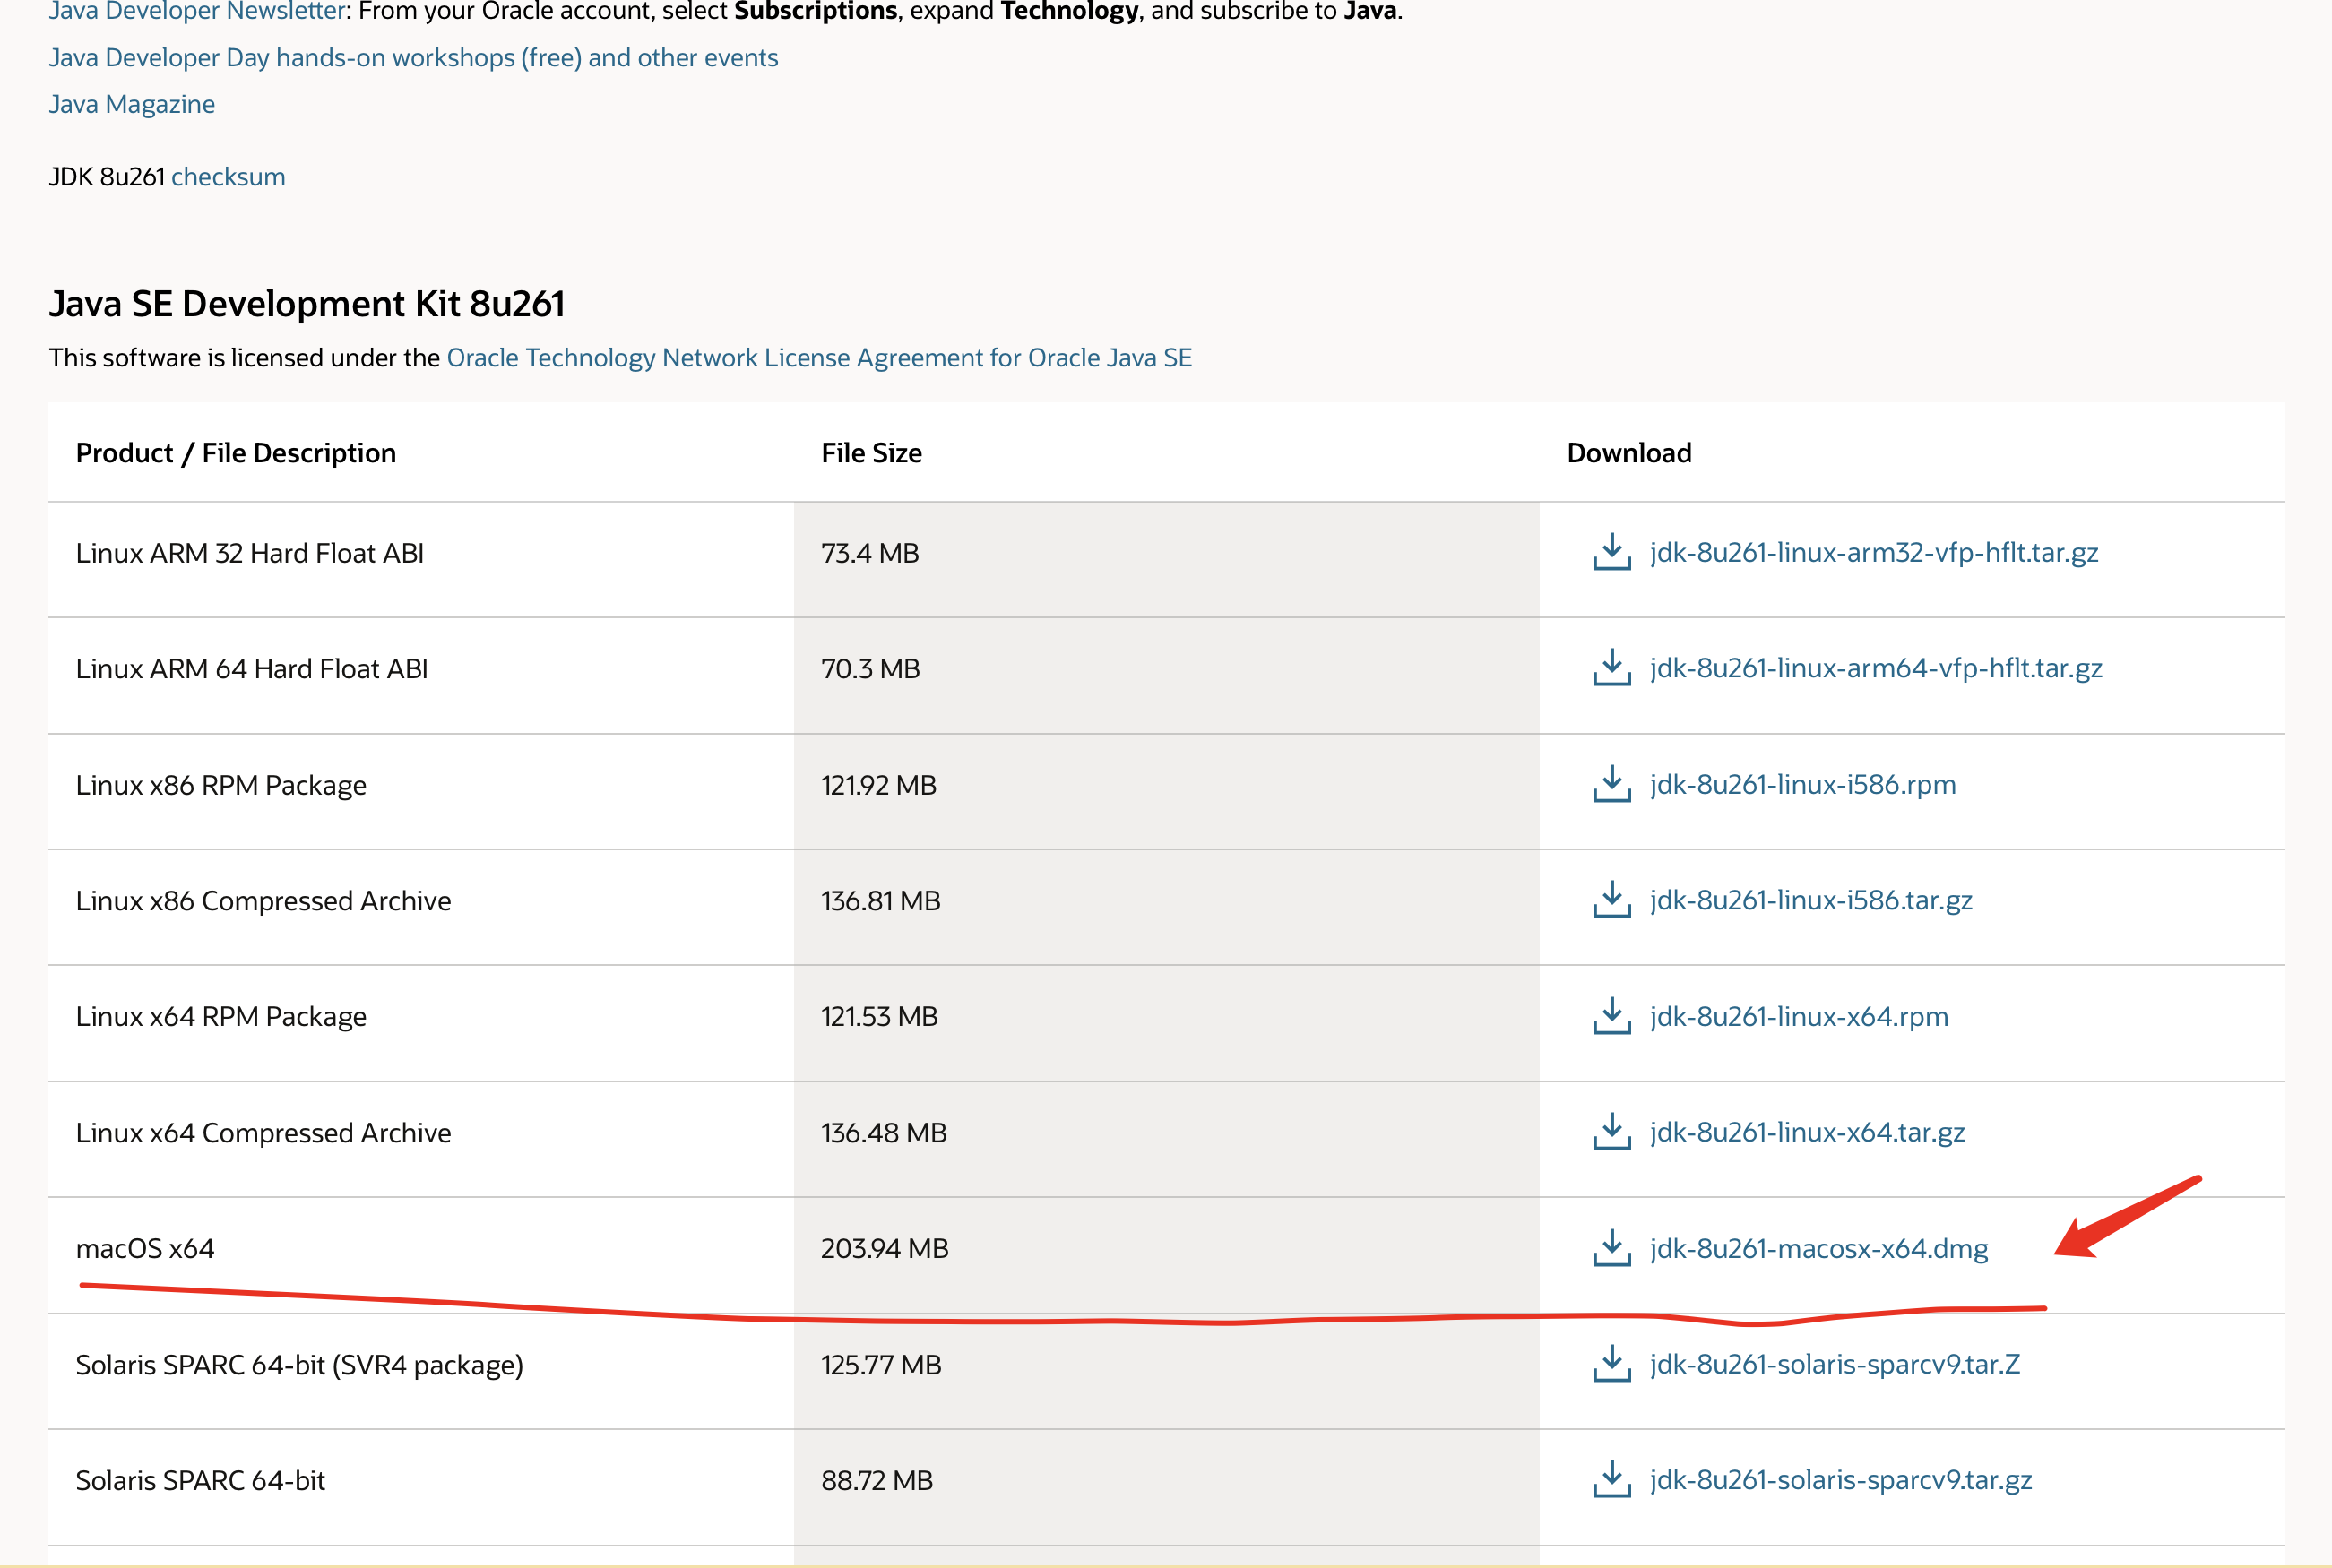 Java Developer Newsletter: From your Oracle account, select Subscriptions, expand Technology, and subscribe to Java.
Java Developer Day hands-on workshops (free) and other events
Java Magazine
JDK 8u261 checksum
Java SE Development Kit 8u261
This software is licensed under the Oracle Technology Network License Agreement for Oracle Java SE
Product / File Description File Size Download
Linux ARM 32 Hard Float ABI 73.4 MB jdk-8u261-linux-arm32-vfp-hflt.tar.gz
Linux ARM 64 Hard Float ABI 70.3 MB jdk-8u261-linux-arm64-vfp-hflt.tar.gz
Linux x86 RPM Package 121.92 MB jdk-8u261-linux-i586.rpm
Linux x86 Compressed Archive 136.81 MB jdk-8u261-linux-i586.tar.gz
Linux x64 RPM Package 121.53 MB jdk-8u261-linux-x64.rpm
Linux x64 Compressed Archive 136.48 MB jdk-8u261-linux-x64.tar.gz
macOS x64 203.94 MB jdk-8u261-macosx-x64.dmg
Solaris SPARC 64-bit (SVR4 package) 125.77 MB jdk-8u261-solaris-sparcv9.tar.Z
Solaris SPARC 64-bit 88.72 MB jdk-8u261-solaris-sparcv9.tar.gz